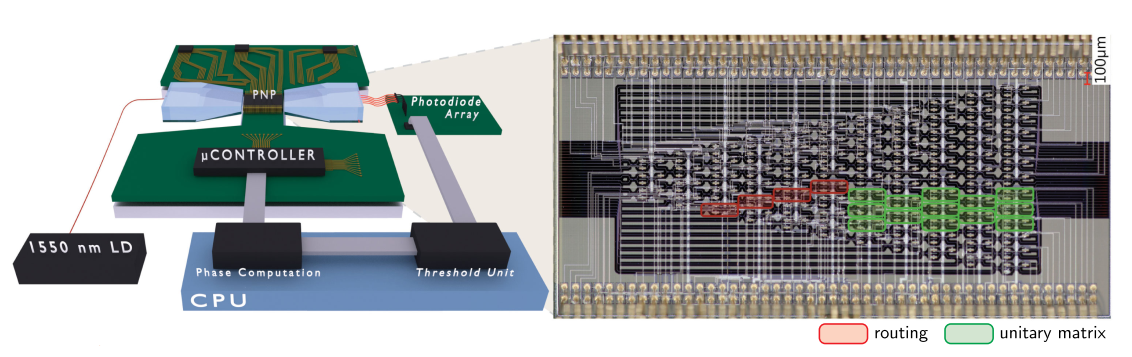 PNP
Photodiode
Array
μCONTROLLER
1550 nm LD
Phase Computation
Threshold Unit
CPU
100μm
routing
unitary matrix